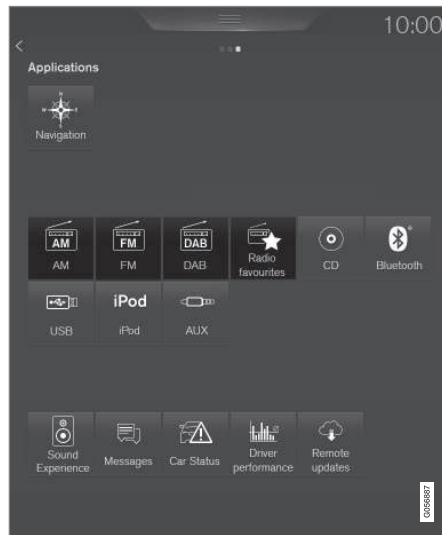 10:00
Applications
N
W E
S
Navigation
AM FM DAB
AM FM DAB Radio favourites CD Bluetooth
iPod
USB iPod AUX
Sound Experience Messages Car Status Driver performance Remote updates
G056887